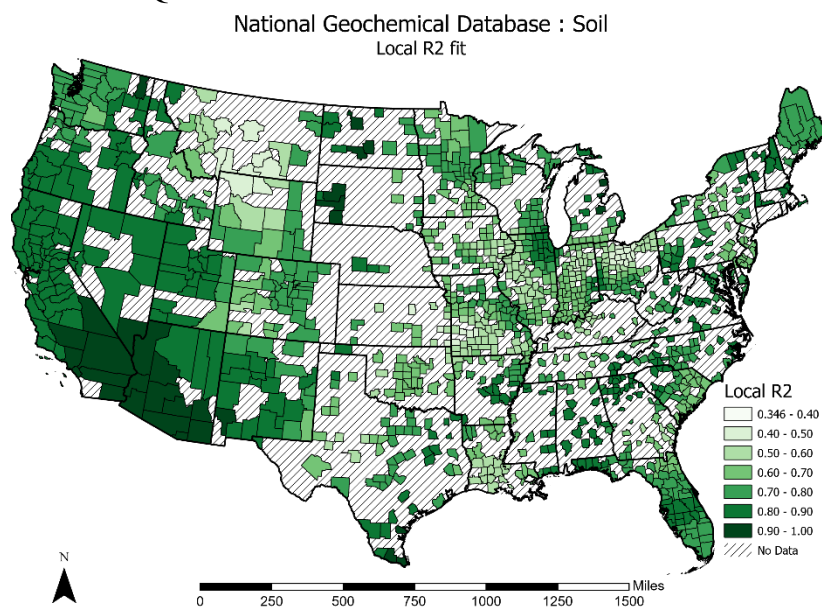 National Geochemical Database : Soil
Local R2 fit
Local R2
0.346 - 0.40
0.40 - 0.50
0.50 - 0.60
0.60 - 0.70
0.70 - 0.80
0.80 - 0.90
0.90 - 1.00
No Data
N
Miles
0 250 500 750 1000 1250 1500